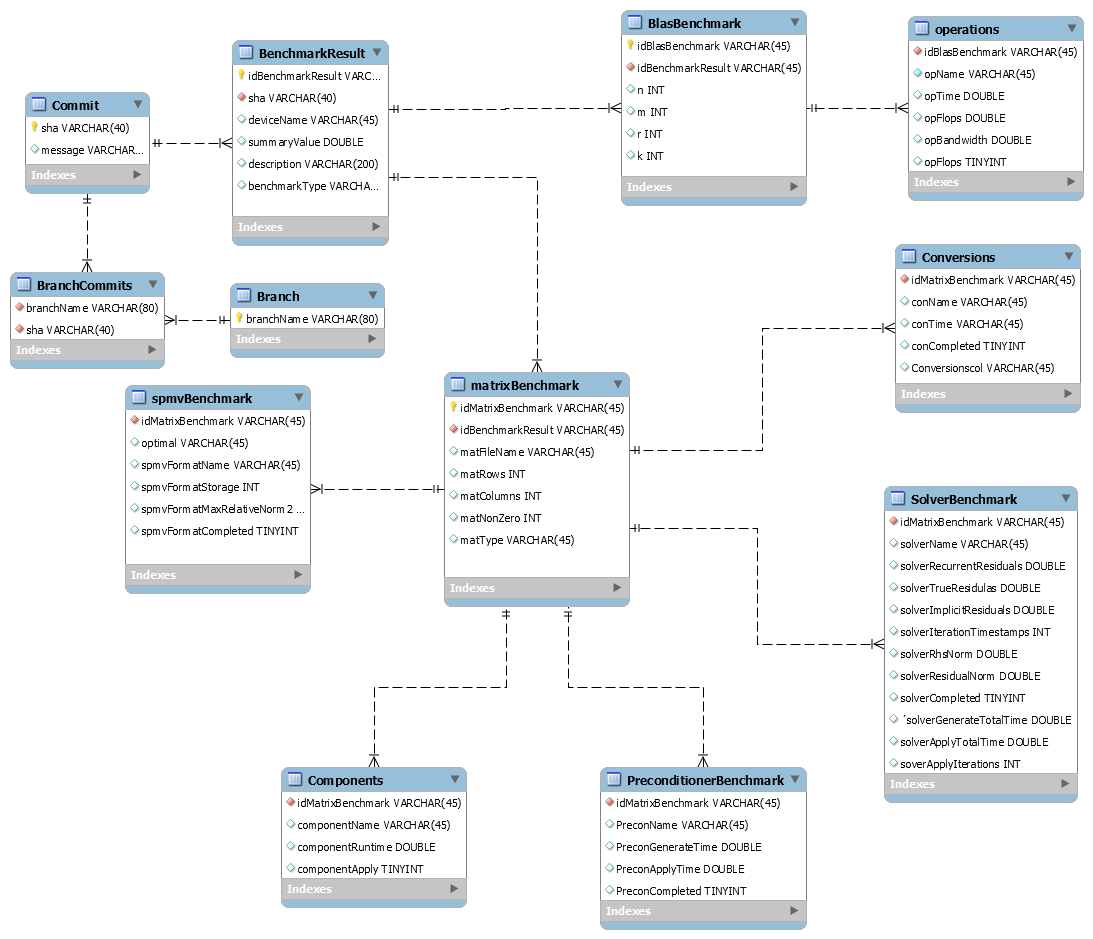 Commit
sha VARCHAR(40)
message VARCHAR...
Indexes
BenchmarkResult
idBenchmarkResult VARC...
sha VARCHAR(40)
deviceName VARCHAR(45)
summaryValue DOUBLE
description VARCHAR(200)
benchmarkType VARCHA...
Indexes
BlasBenchmark
idBlasBenchmark VARCHAR(45)
idBenchmarkResult VARCHAR(45)
n INT
m INT
r INT
k INT
Indexes
operations
idBlasBenchmark VARCHAR(45)
opName VARCHAR(45)
opTime DOUBLE
opFlops DOUBLE
opBandwidth DOUBLE
opFlops TINYINT
Indexes
BranchCommits
branchName VARCHAR(80)
sha VARCHAR(40)
Indexes
Branch
branchName VARCHAR(80)
Indexes
Conversions
idMatrixBenchmark VARCHAR(45)
conName VARCHAR(45)
conTime VARCHAR(45)
conCompleted TINYINT
Conversionscol VARCHAR(45)
Indexes
spmvBenchmark
idMatrixBenchmark VARCHAR(45)
optimal VARCHAR(45)
spmvFormatName VARCHAR(45)
spmvFormatStorage INT
spmvFormatMaxRelativeNorm2 ...
spmvFormatCompleted TINYINT
Indexes
matrixBenchmark
idMatrixBenchmark VARCHAR(45)
idBenchmarkResult VARCHAR(45)
matFileName VARCHAR(45)
matRows INT
matColumns INT
matNonZero INT
matType VARCHAR(45)
Indexes
SolverBenchmark
idMatrixBenchmark VARCHAR(45)
solverName VARCHAR(45)
solverRecurrentResiduals DOUBLE
solverTrueResidulas DOUBLE
solverImplicitResiduals DOUBLE
solverIterationTimestamps INT
solverRhsNorm DOUBLE
solverResidualNorm DOUBLE
solverCompleted TINYINT
´solverGenerateTotalTime DOUBLE
solverApplyTotalTime DOUBLE
soverApplyIterations INT
Indexes
Components
idMatrixBenchmark VARCHAR(45)
componentName VARCHAR(45)
componentRuntime DOUBLE
componentApply TINYINT
Indexes
PreconditionerBenchmark
idMatrixBenchmark VARCHAR(45)
PreconName VARCHAR(45)
PreconGenerateTime DOUBLE
PreconApplyTime DOUBLE
PreconCompleted TINYINT
Indexes